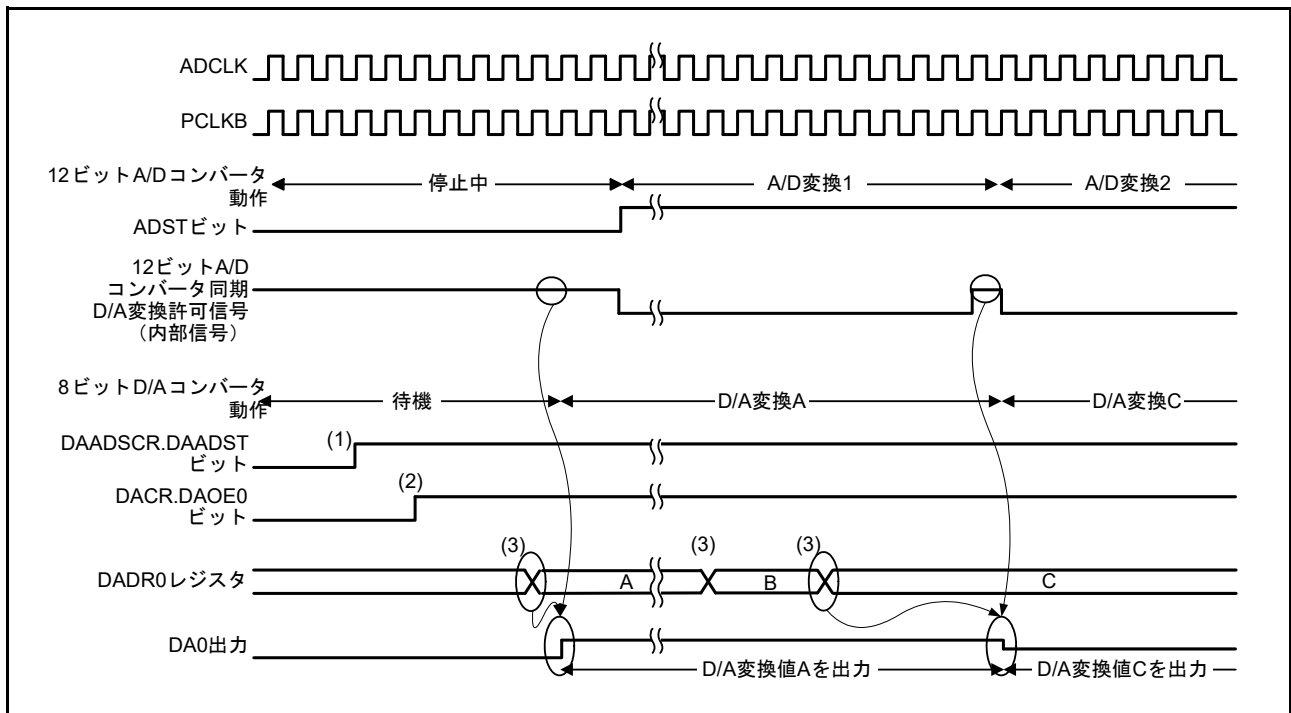 ADCLK
PCLKB
12ビットA/Dコンバータ
動作
停止中
A/D変換1
A/D変換2
ADSTビット
12ビットA/D
コンバータ同期
D/A変換許可信号
（内部信号）
8ビットD/Aコンバータ
動作
待機
D/A変換A
D/A変換C
DAADSCR.DAADST
ビット
(1)
DACR.DAOE0
ビット
(2)
(3)
(3)
(3)
DADR0レジスタ
A
B
C
DA0出力
D/A変換値Aを出力
D/A変換値Cを出力